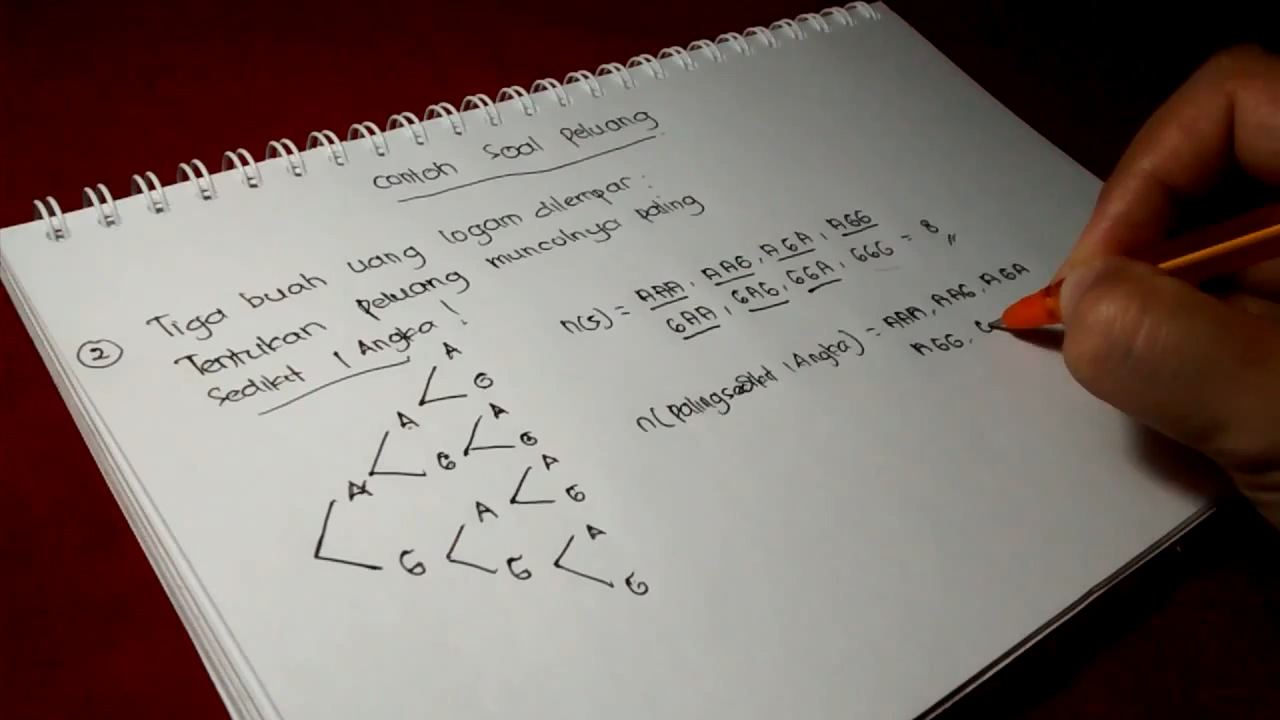 Contoh Soal Peluang
2 Tiga buah uang logam dilempar :
Tentukan peluang muncolnya paling
Sedikit 1 Angka !
A
G
A
A
G
G
A
A
A
G
G
G
A
G
n(s) = AAA, AAG, AGA, AGG
GAA, GAG, GGA, GGG = 8 //
n(paling sedikit 1 Angka) = AAA, AAG, AGA
AGG, G